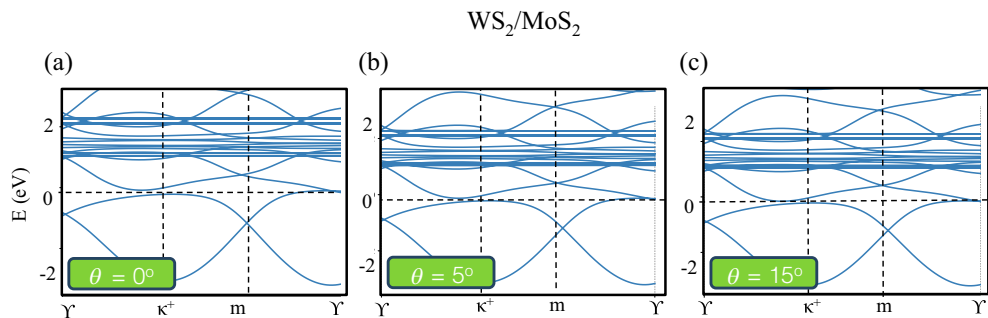 WS₂/MoS₂
(a) (b) (c)
E (eV)
2 2 2
0 0 0
-2 -2 -2
θ = 0° θ = 5° θ = 15°
ϒ κ⁺ m ϒ ϒ κ⁺ m ϒ ϒ κ⁺ m ϒ